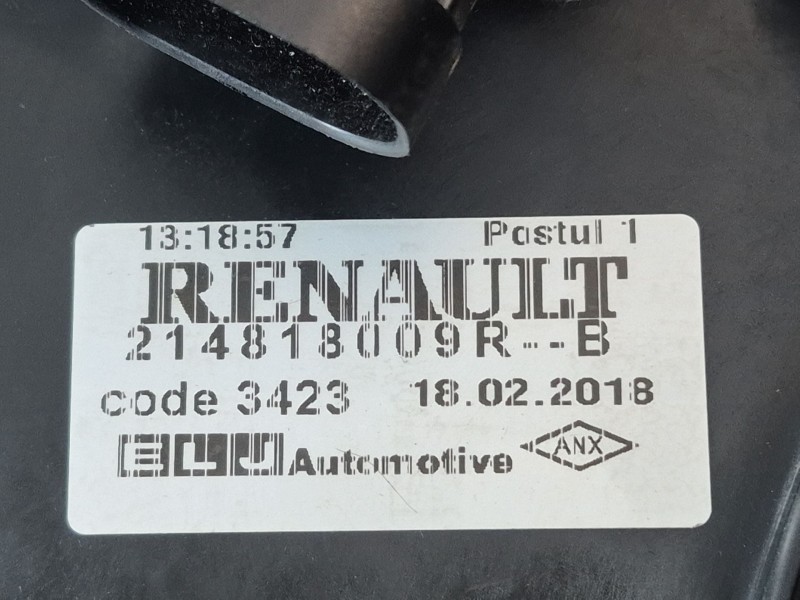 13:18:57 Postul 1
RENAULT
214818009R--B
code 3423 18.02.2018
Automotive ANX